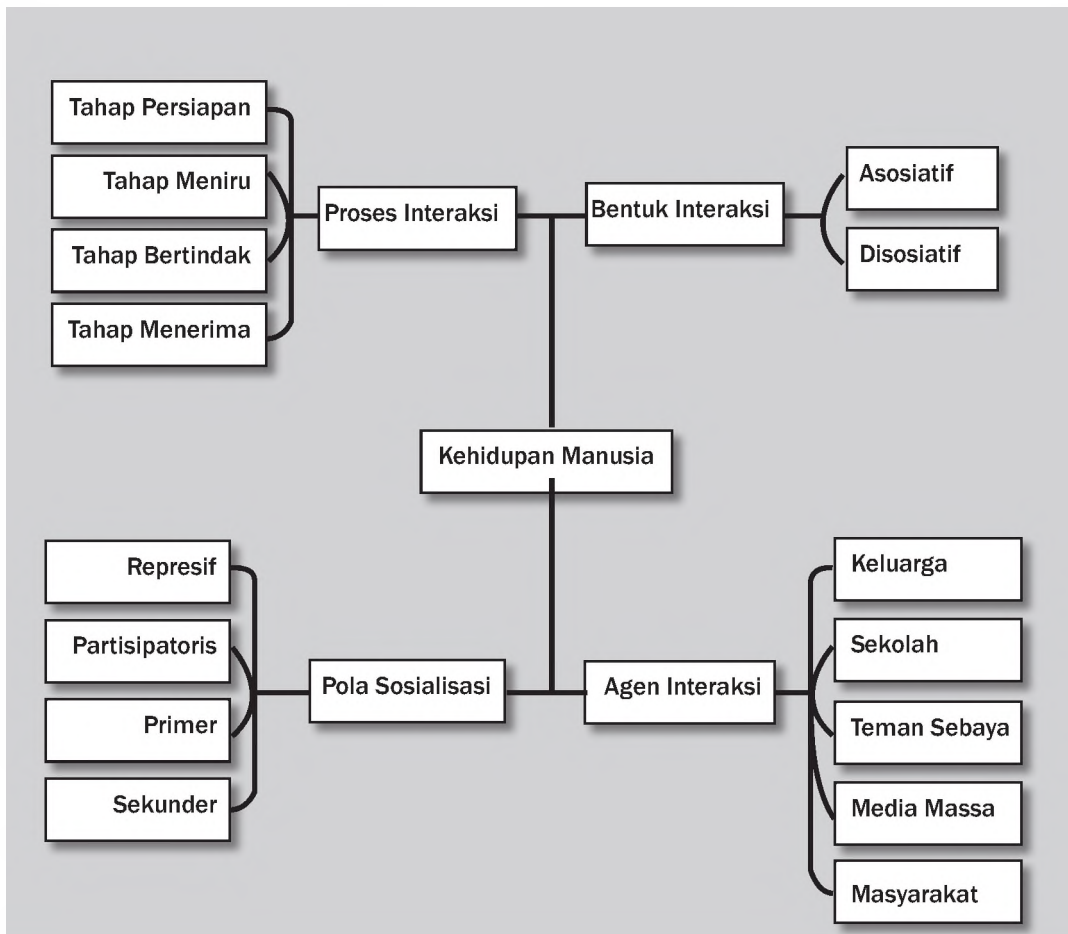 Tahap Persiapan
Tahap Meniru
Tahap Bertindak
Tahap Menerima
Proses Interaksi
Bentuk Interaksi
Asosiatif
Disosiatif
Kehidupan Manusia
Represif
Partisipatoris
Primer
Sekunder
Pola Sosialisasi
Agen Interaksi
Keluarga
Sekolah
Teman Sebaya
Media Massa
Masyarakat